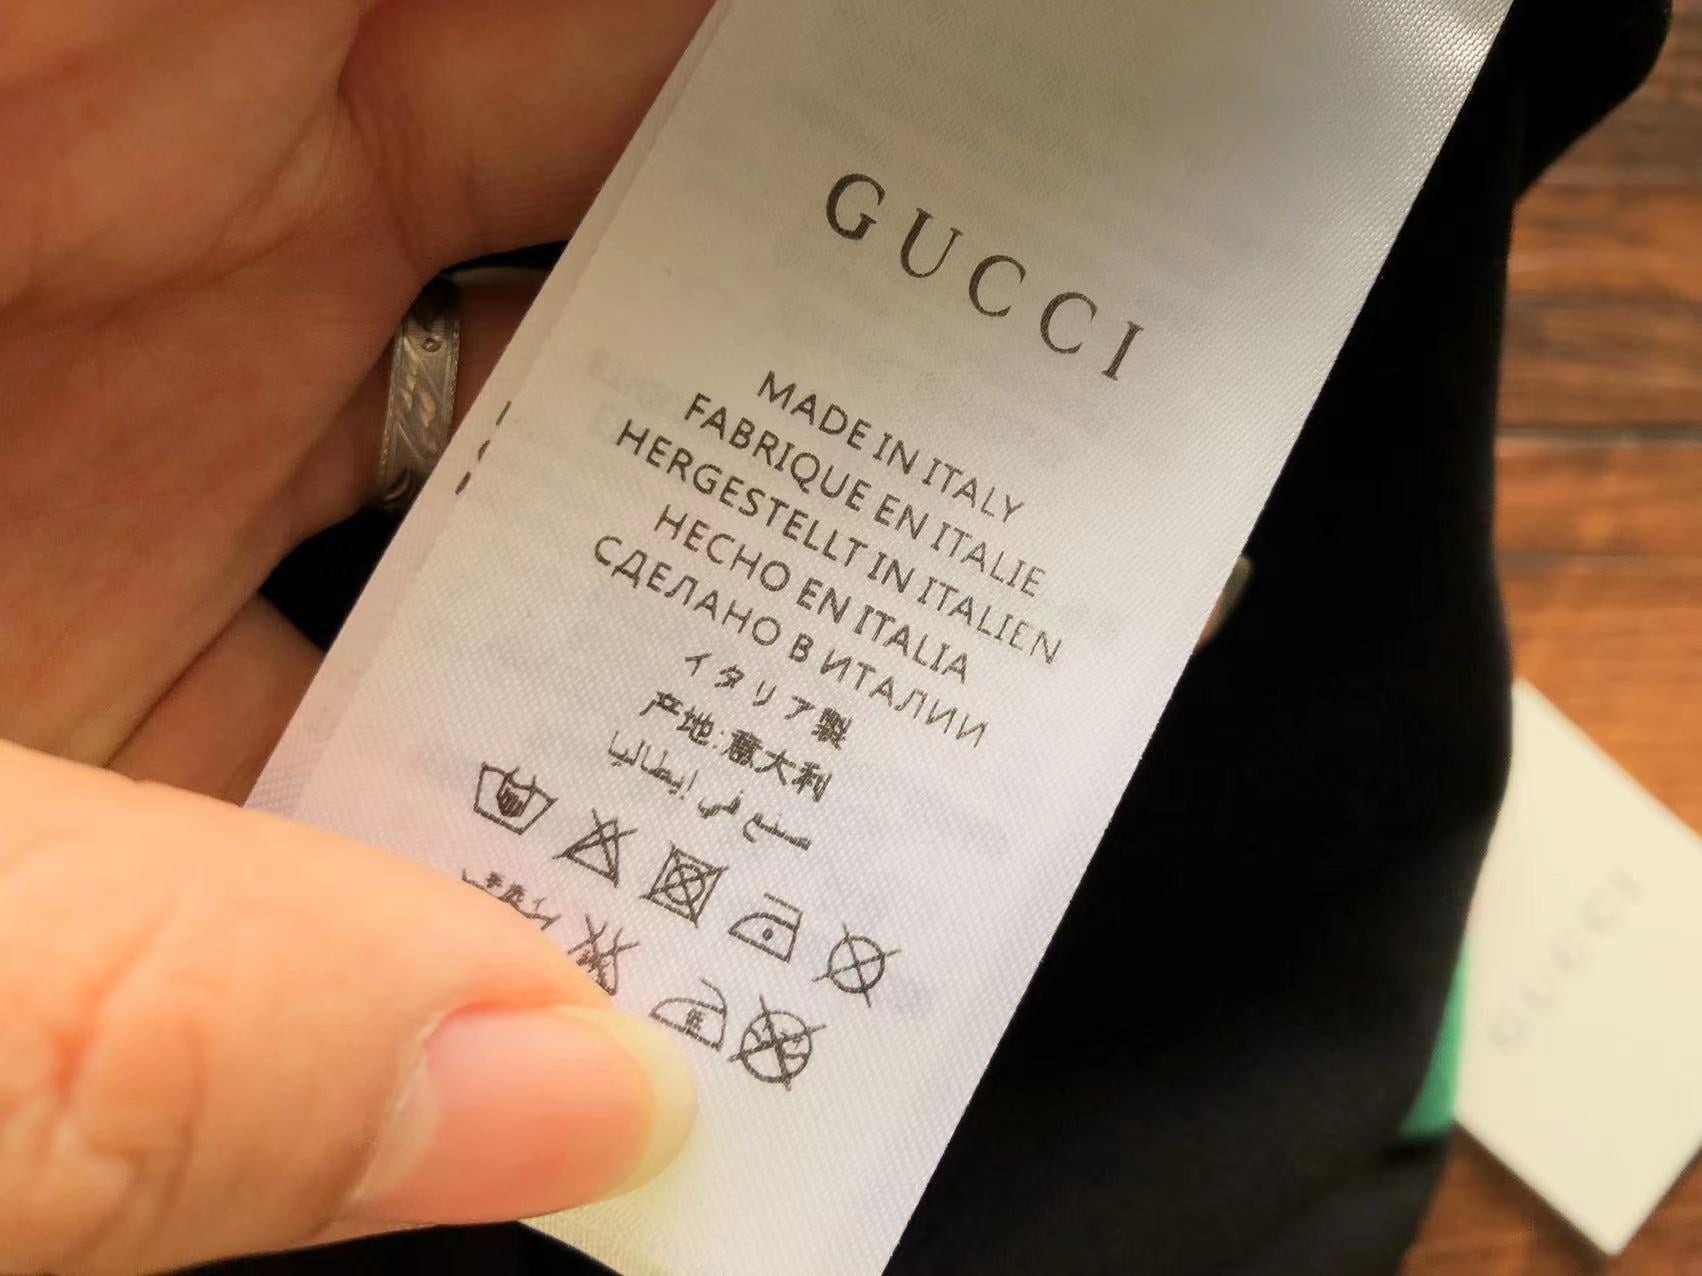 GUCCI
MADE IN ITALY
FABRIQUE EN ITALIE
HERGESTELLT IN ITALIEN
HECHO EN ITALIA
СДЕЛАНО В ИТАЛИИ
イタリア製
产地:意大利
صنع في إيطاليا
GUCCI